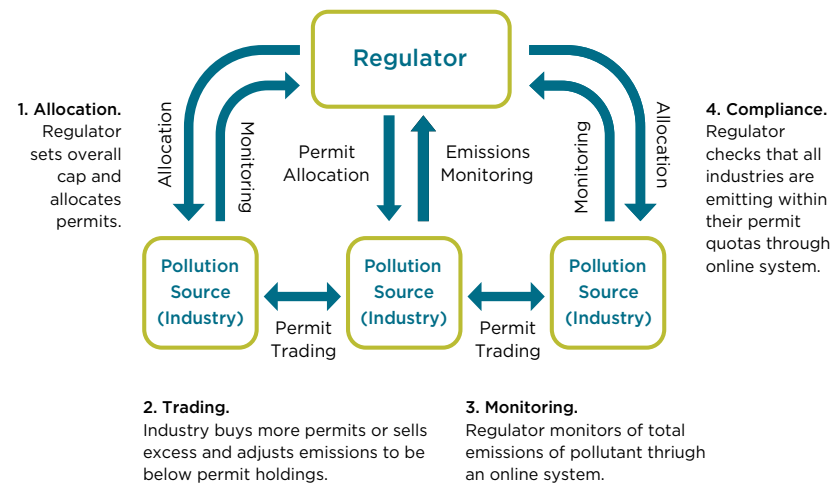 Regulator
1. Allocation.
Regulator
sets overall
cap and
allocates
permits.
Allocation
Monitoring
Permit
Allocation
Emissions
Monitoring
Monitoring
Allocation
4. Compliance.
Regulator
checks that all
industries are
emitting within
their permit
quotas through
online system.
Pollution
Source
(Industry)
Permit
Trading
Pollution
Source
(Industry)
Permit
Trading
Pollution
Source
(Industry)
2. Trading.
Industry buys more permits or sells
excess and adjusts emissions to be
below permit holdings.
3. Monitoring.
Regulator monitors of total
emissions of pollutant thriugh
an online system.